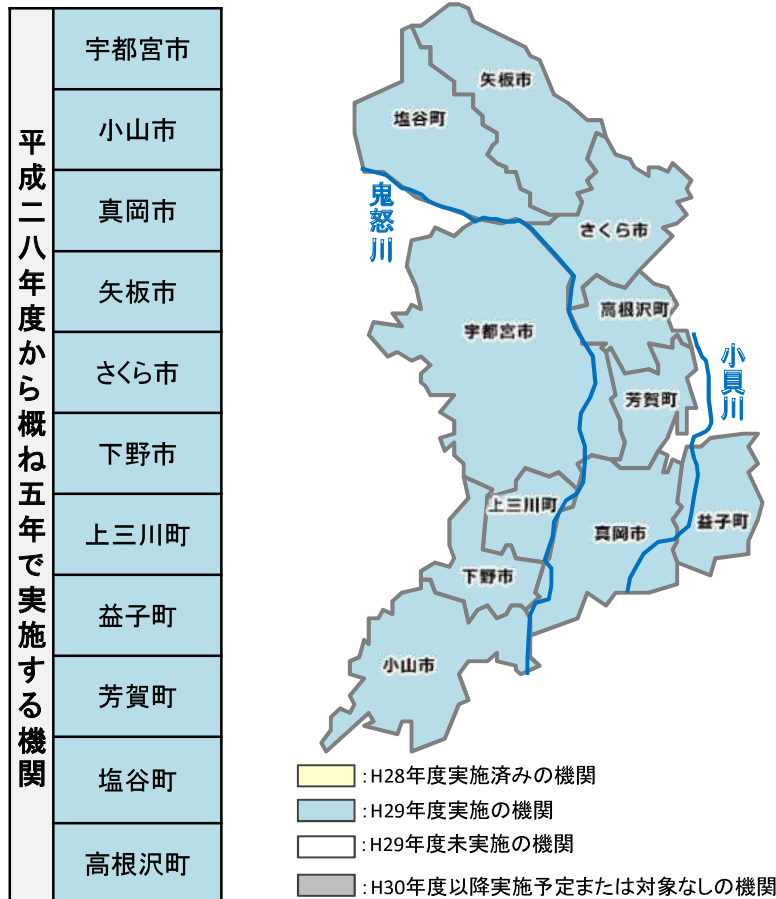 平成二八年度から概ね五年で実施する機関
宇都宮市
小山市
真岡市
矢板市
さくら市
下野市
上三川町
益子町
芳賀町
塩谷町
高根沢町
矢板市
塩谷町
鬼怒川
さくら市
高根沢町
宇都宮市
小貝川
芳賀町
上三川町
真岡市
益子町
下野市
小山市
：H28年度実施済みの機関
：H29年度実施の機関
：H29年度未実施の機関
：H30年度以降実施予定または対象なしの機関